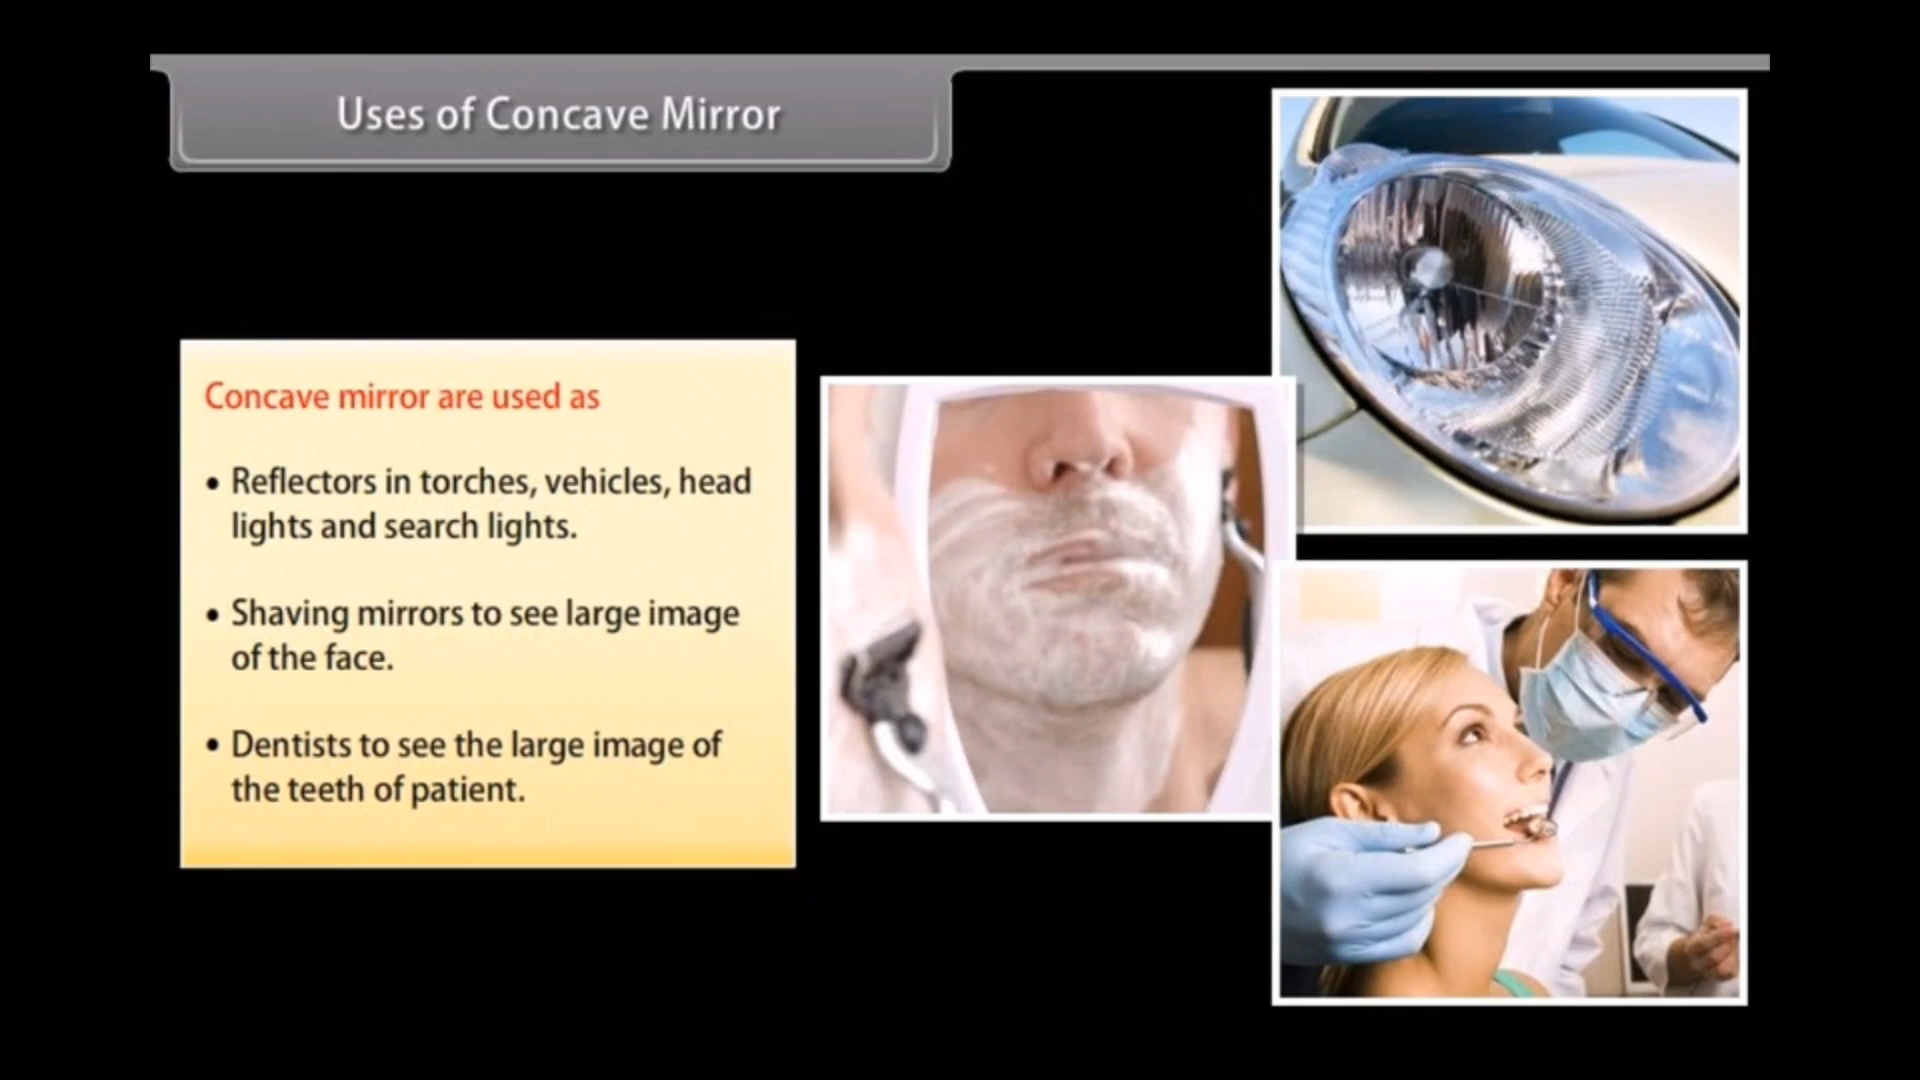 Uses of Concave Mirror
Concave mirror are used as
• Reflectors in torches, vehicles, head
lights and search lights.
• Shaving mirrors to see large image
of the face.
• Dentists to see the large image of
the teeth of patient.